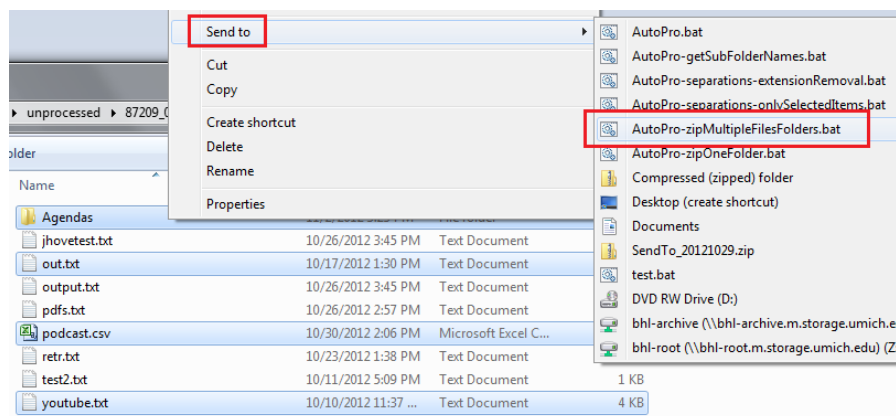 Send to
Cut
Copy
Create shortcut
Delete
Rename
Properties
AutoPro.bat
AutoPro-getSubFolderNames.bat
AutoPro-separations-extensionRemoval.bat
AutoPro-separations-onlySelectedItems.bat
AutoPro-zipMultipleFilesFolders.bat
AutoPro-zipOneFolder.bat
Compressed (zipped) folder
Desktop (create shortcut)
Documents
SendTo_20121029.zip
test.bat
DVD RW Drive (D:)
bhl-archive (\\bhl-archive.m.storage.umich.e
bhl-root (\\bhl-root.m.storage.umich.edu) (Z
unprocessed 87209_
older
Name
Agendas
jhovetest.txt 10/26/2012 3:45 PM Text Document
out.txt 10/17/2012 1:30 PM Text Document
output.txt 10/26/2012 3:45 PM Text Document
pdfs.txt 10/26/2012 2:57 PM Text Document
podcast.csv 10/30/2012 2:06 PM Microsoft Excel C...
retr.txt 10/23/2012 1:38 PM Text Document
test2.txt 10/11/2012 5:09 PM Text Document 1 KB
youtube.txt 10/10/2012 11:37 ... Text Document 4 KB